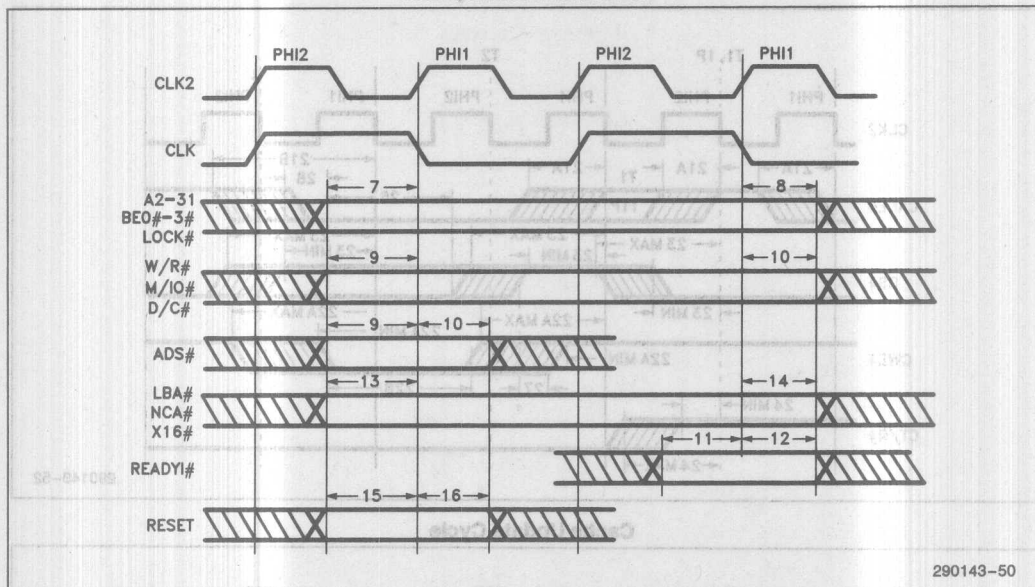 PHI2 PHI1 PHI2 PHI1
CLK2
CLK
7 8
A2-31
BE0#-3#
LOCK#
9 10
W/R#
M/IO#
D/C#
9 10
ADS#
13 14
LBA#
NCA#
X16#
11 12
READYI#
15 16
RESET
290143-50